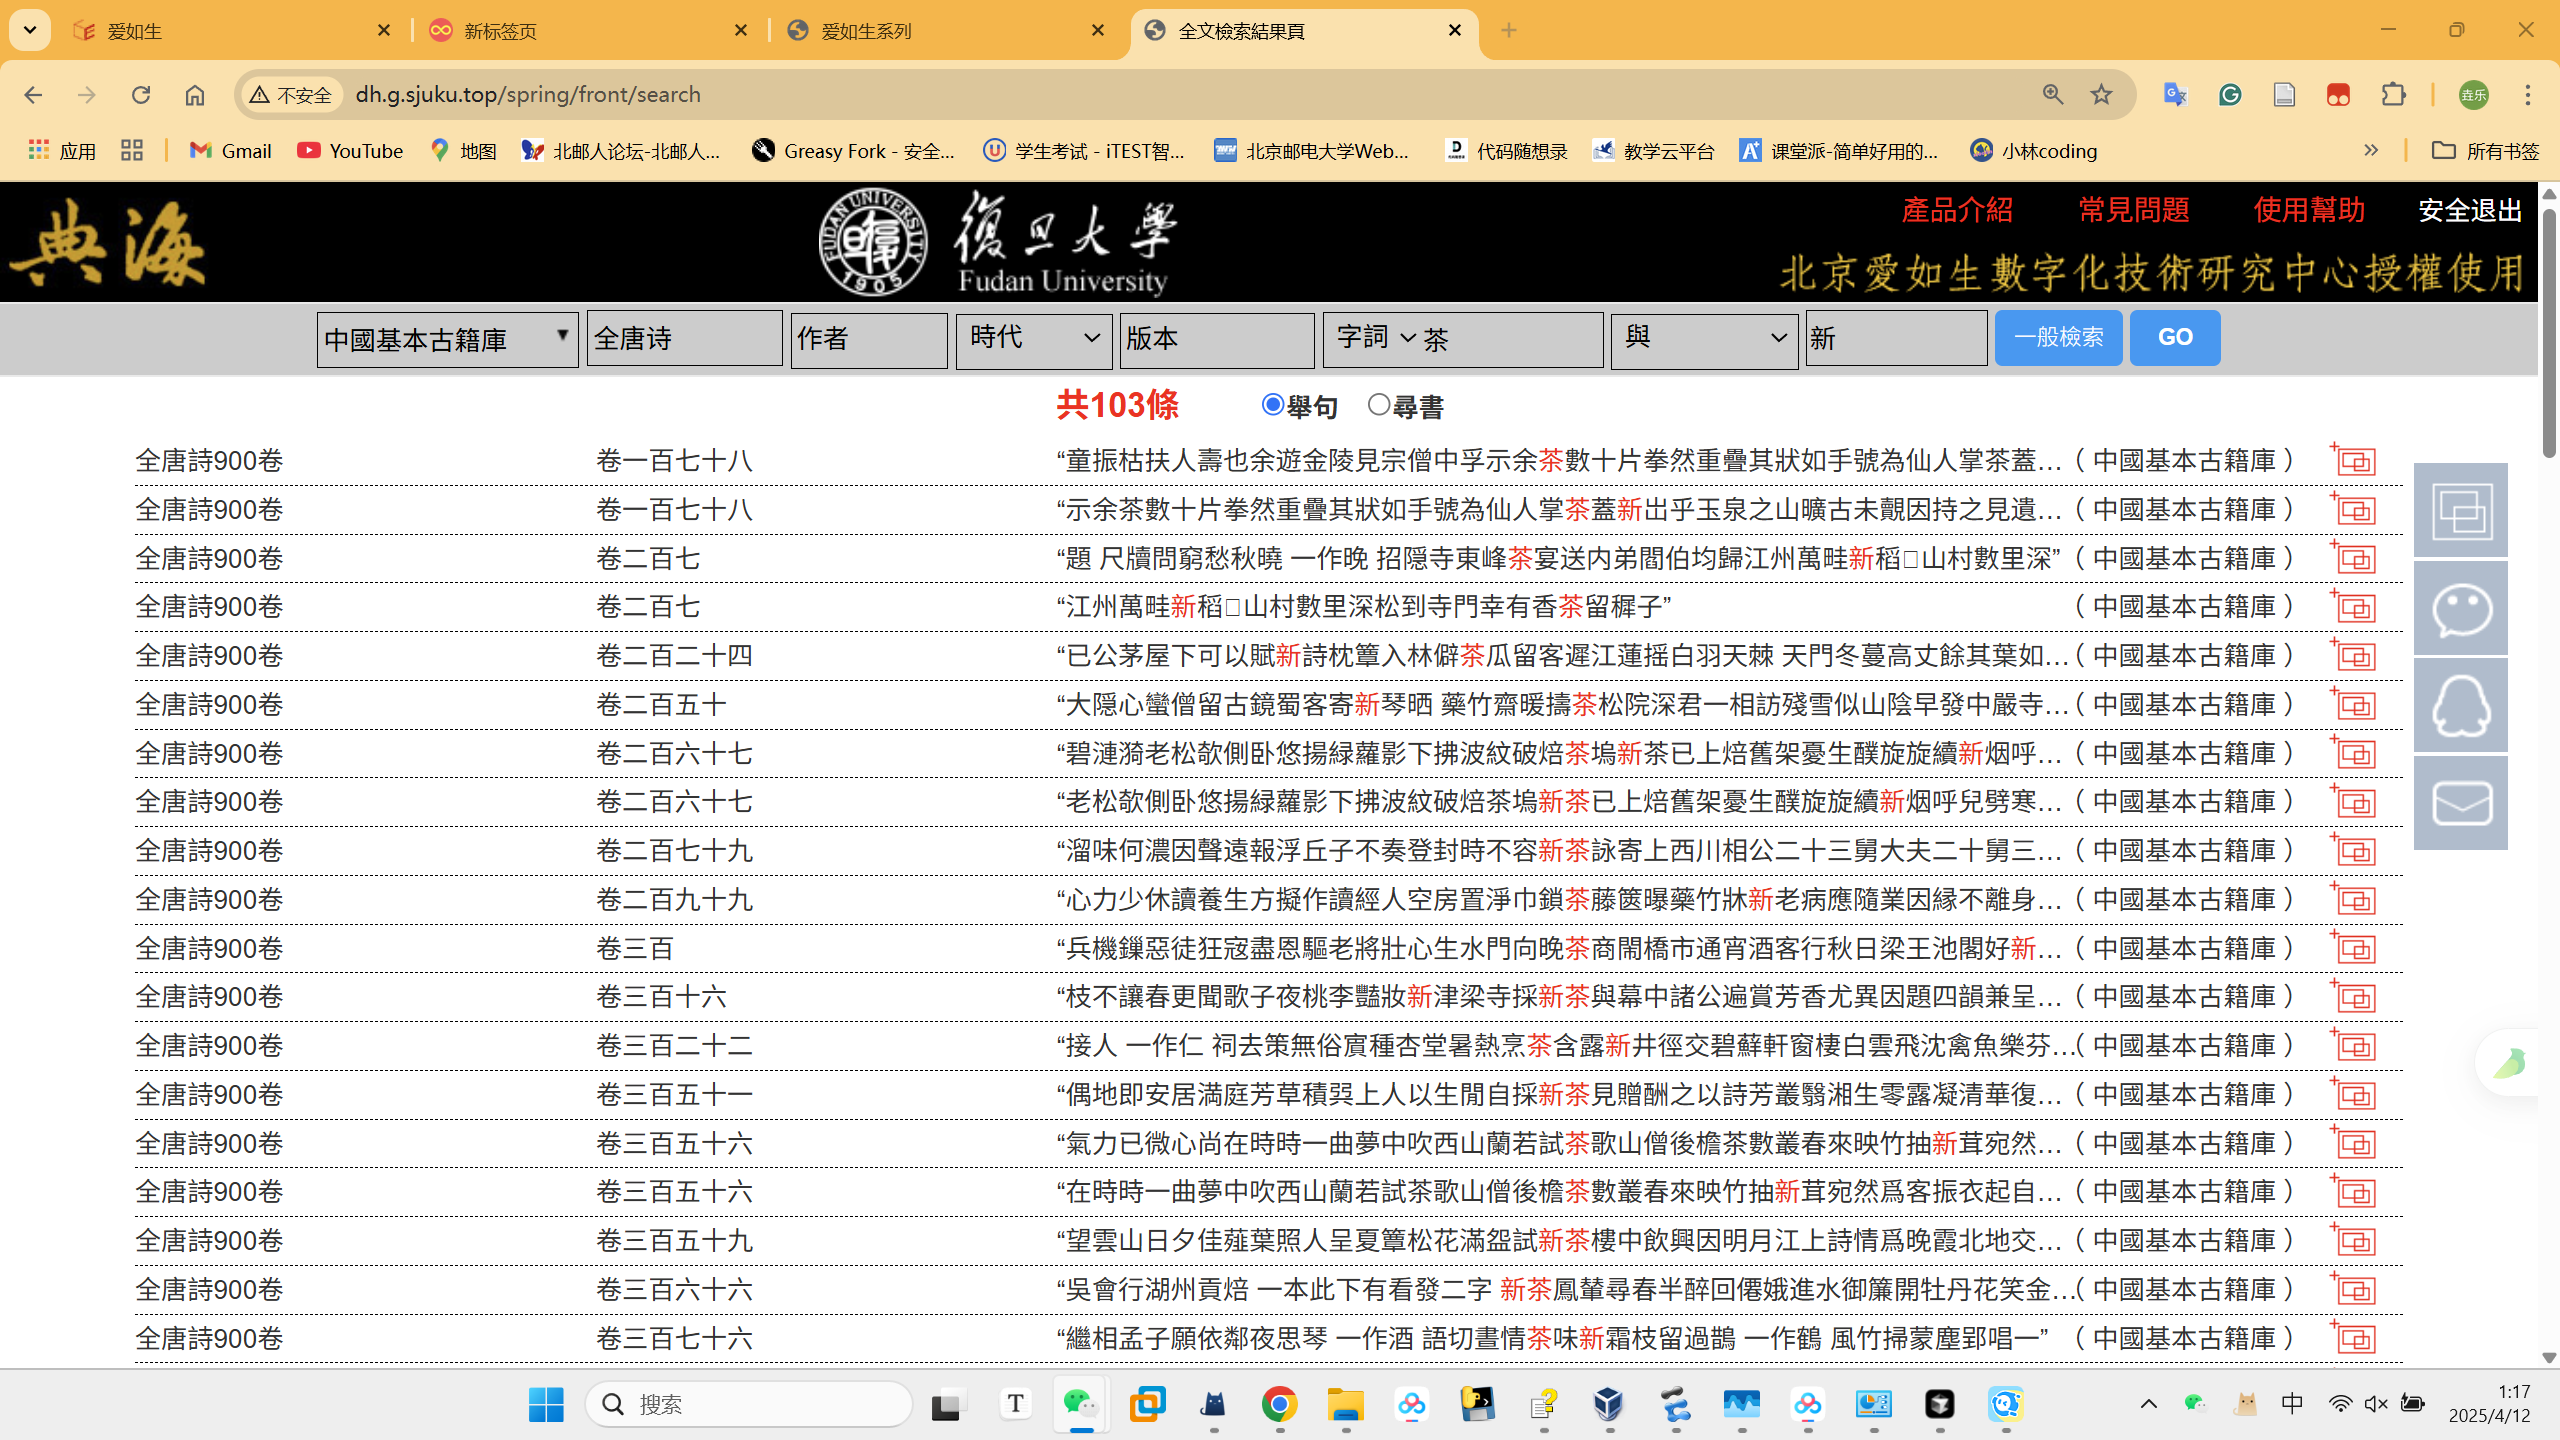 爱如生
新标签页
爱如生系列
全文檢索結果頁
不安全 dh.g.sjuku.top/spring/front/search
垚乐
应用 Gmail YouTube 地图 北邮人论坛-北邮人... Greasy Fork - 安全... 学生考试 - iTEST智... 北京邮电大学Web... 代码随想录 教学云平台 课堂派-简单好用的... 小林coding 所有书签
典海
FUDAN UNIVERSITY 1905
復旦大學
Fudan University
產品介紹 常見問題 使用幫助 安全退出
北京愛如生數字化技術研究中心授權使用
中國基本古籍庫 全唐诗 作者 時代 版本 字詞 茶 與 新 一般檢索 GO
共103條 舉句 尋書
全唐詩900卷 卷一百七十八 “童振枯扶人壽也余遊金陵見宗僧中孚示余茶數十片拳然重疊其狀如手號為仙人掌茶蓋... ( 中國基本古籍庫 )
全唐詩900卷 卷一百七十八 “示余茶數十片拳然重疊其狀如手號為仙人掌茶蓋新出乎玉泉之山曠古未覿因持之見遺... ( 中國基本古籍庫 )
全唐詩900卷 卷二百七 “題 尺牘問窮愁秋曉 一作晚 招隠寺東峰茶宴送内弟閻伯均歸江州萬畦新稻□山村數里深” ( 中國基本古籍庫 )
全唐詩900卷 卷二百七 “江州萬畦新稻□山村數里深松到寺門幸有香茶留穉子” ( 中國基本古籍庫 )
全唐詩900卷 卷二百二十四 “已公茅屋下可以賦新詩枕簟入林僻茶瓜留客遲江蓮揺白羽天棘 天門冬蔓高丈餘其葉如... ( 中國基本古籍庫 )
全唐詩900卷 卷二百五十 “大隠心蠻僧留古鏡蜀客寄新琴晒 藥竹齋暖擣茶松院深君一相訪殘雪似山陰早發中嚴寺... ( 中國基本古籍庫 )
全唐詩900卷 卷二百六十七 “碧漣漪老松欹側卧悠揚緑蘿影下拂波紋破焙茶塢新茶已上焙舊架憂生醭旋旋續新烟呼... ( 中國基本古籍庫 )
全唐詩900卷 卷二百六十七 “老松欹側卧悠揚緑蘿影下拂波紋破焙茶塢新茶已上焙舊架憂生醭旋旋續新烟呼兒劈寒... ( 中國基本古籍庫 )
全唐詩900卷 卷二百七十九 “溜味何濃因聲遠報浮丘子不奏登封時不容新茶詠寄上西川相公二十三舅大夫二十舅三... ( 中國基本古籍庫 )
全唐詩900卷 卷二百九十九 “心力少休讀養生方擬作讀經人空房置淨巾鎖茶藤篋曝藥竹牀新老病應隨業因縁不離身... ( 中國基本古籍庫 )
全唐詩900卷 卷三百 “兵機鏁惡徒狂寇盡恩驅老將壯心生水門向晚茶商閙橋市通宵酒客行秋日梁王池閣好新... ( 中國基本古籍庫 )
全唐詩900卷 卷三百十六 “枝不讓春更聞歌子夜桃李豔妝新津梁寺採新茶與幕中諸公遍賞芳香尤異因題四韻兼呈... ( 中國基本古籍庫 )
全唐詩900卷 卷三百二十二 “接人 一作仁 祠去策無俗賔種杏堂暑熱烹茶含露新井徑交碧蘚軒窗棲白雲飛沈禽魚樂芬... ( 中國基本古籍庫 )
全唐詩900卷 卷三百五十一 “偶地即安居満庭芳草積巽上人以生閒自採新茶見贈酬之以詩芳叢翳湘生零露凝清華復... ( 中國基本古籍庫 )
全唐詩900卷 卷三百五十六 “氣力已微心尚在時時一曲夢中吹西山蘭若試茶歌山僧後檐茶數叢春來映竹抽新茸宛然... ( 中國基本古籍庫 )
全唐詩900卷 卷三百五十六 “在時時一曲夢中吹西山蘭若試茶歌山僧後檐茶數叢春來映竹抽新茸宛然爲客振衣起自... ( 中國基本古籍庫 )
全唐詩900卷 卷三百五十九 “望雲山日夕佳薤葉照人呈夏簟松花滿盌試新茶樓中飲興因明月江上詩情爲晚霞北地交... ( 中國基本古籍庫 )
全唐詩900卷 卷三百六十六 “吳會行湖州貢焙 一本此下有看發二字 新茶鳳輦尋春半醉回僊娥進水御簾開牡丹花笑金... ( 中國基本古籍庫 )
全唐詩900卷 卷三百七十六 “繼相孟子願依鄰夜思琴 一作酒 語切晝情茶味新霜枝留過鵲 一作鶴 風竹掃蒙塵郢唱一” ( 中國基本古籍庫 )
搜索
中
1:17
2025/4/12